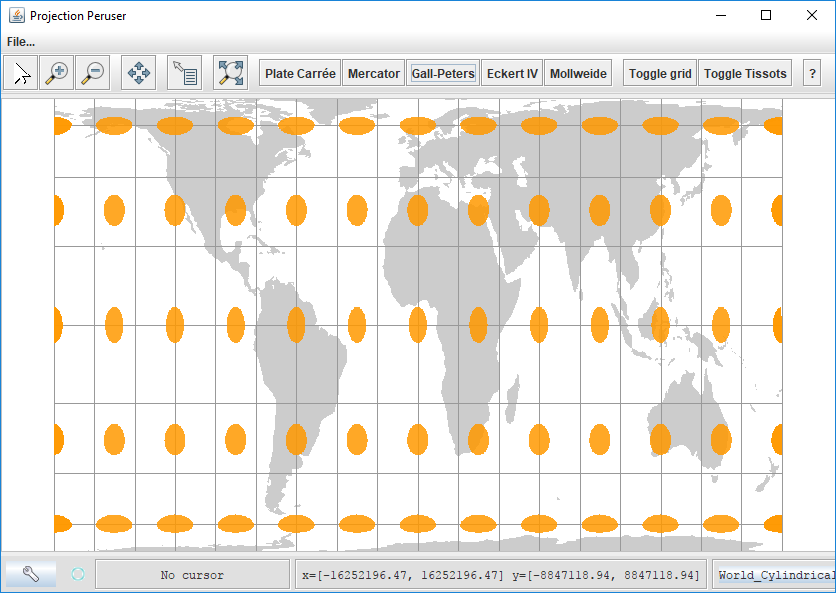 Projection Peruser
File...
Plate Carrée Mercator Gall-Peters Eckert IV Mollweide Toggle grid Toggle Tissots ?
No cursor x=[-16252196.47, 16252196.47] y=[-8847118.94, 8847118.94] World_Cylindrical